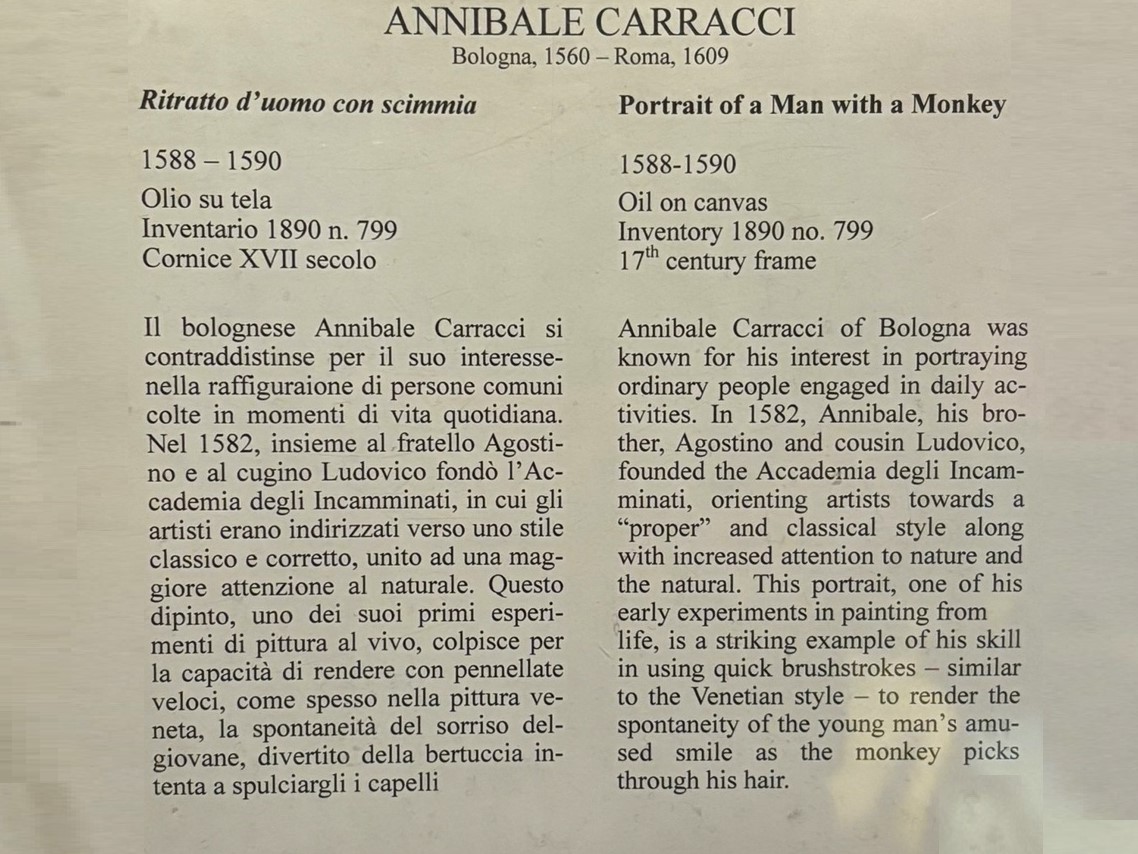 ANNIBALE CARRACCI
Bologna, 1560 – Roma, 1609
Ritratto d’uomo con scimmia
1588 – 1590
Olio su tela
Inventario 1890 n. 799
Cornice XVII secolo
Il bolognese Annibale Carracci si
contraddistinse per il suo interesse-
nella raffiguraione di persone comuni
colte in momenti di vita quotidiana.
Nel 1582, insieme al fratello Agosti-
no e al cugino Ludovico fondò l’Ac-
cademia degli Incamminati, in cui gli
artisti erano indirizzati verso uno stile
classico e corretto, unito ad una mag-
giore attenzione al naturale. Questo
dipinto, uno dei suoi primi esperi-
menti di pittura al vivo, colpisce per
la capacità di rendere con pennellate
veloci, come spesso nella pittura ve-
neta, la spontaneità del sorriso del-
giovane, divertito della bertuccia in-
tenta a spulciargli i capelli
Portrait of a Man with a Monkey
1588-1590
Oil on canvas
Inventory 1890 no. 799
17th century frame
Annibale Carracci of Bologna was
known for his interest in portraying
ordinary people engaged in daily ac-
tivities. In 1582, Annibale, his bro-
ther, Agostino and cousin Ludovico,
founded the Accademia degli Incam-
minati, orienting artists towards a
“proper” and classical style along
with increased attention to nature and
the natural. This portrait, one of his
early experiments in painting from
life, is a striking example of his skill
in using quick brushstrokes – similar
to the Venetian style – to render the
spontaneity of the young man’s amu-
sed smile as the monkey picks
through his hair.